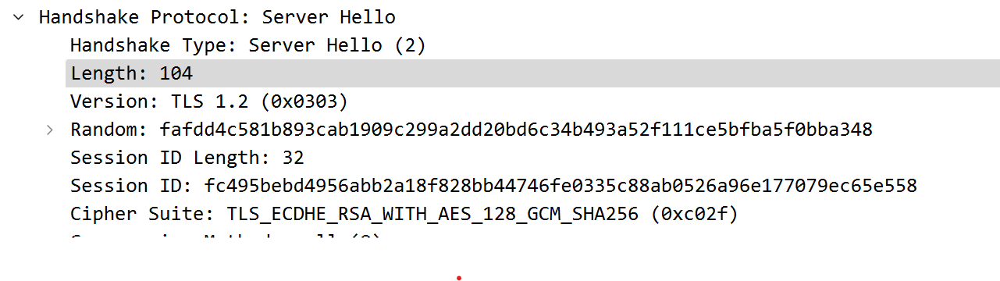 Handshake Protocol: Server Hello
Handshake Type: Server Hello (2)
Length: 104
Version: TLS 1.2 (0x0303)
Random: fafdd4c581b893cab1909c299a2dd20bd6c34b493a52f111ce5bfba5f0bba348
Session ID Length: 32
Session ID: fc495bebd4956abb2a18f828bb44746fe0335c88ab0526a96e177079ec65e558
Cipher Suite: TLS_ECDHE_RSA_WITH_AES_128_GCM_SHA256 (0xc02f)